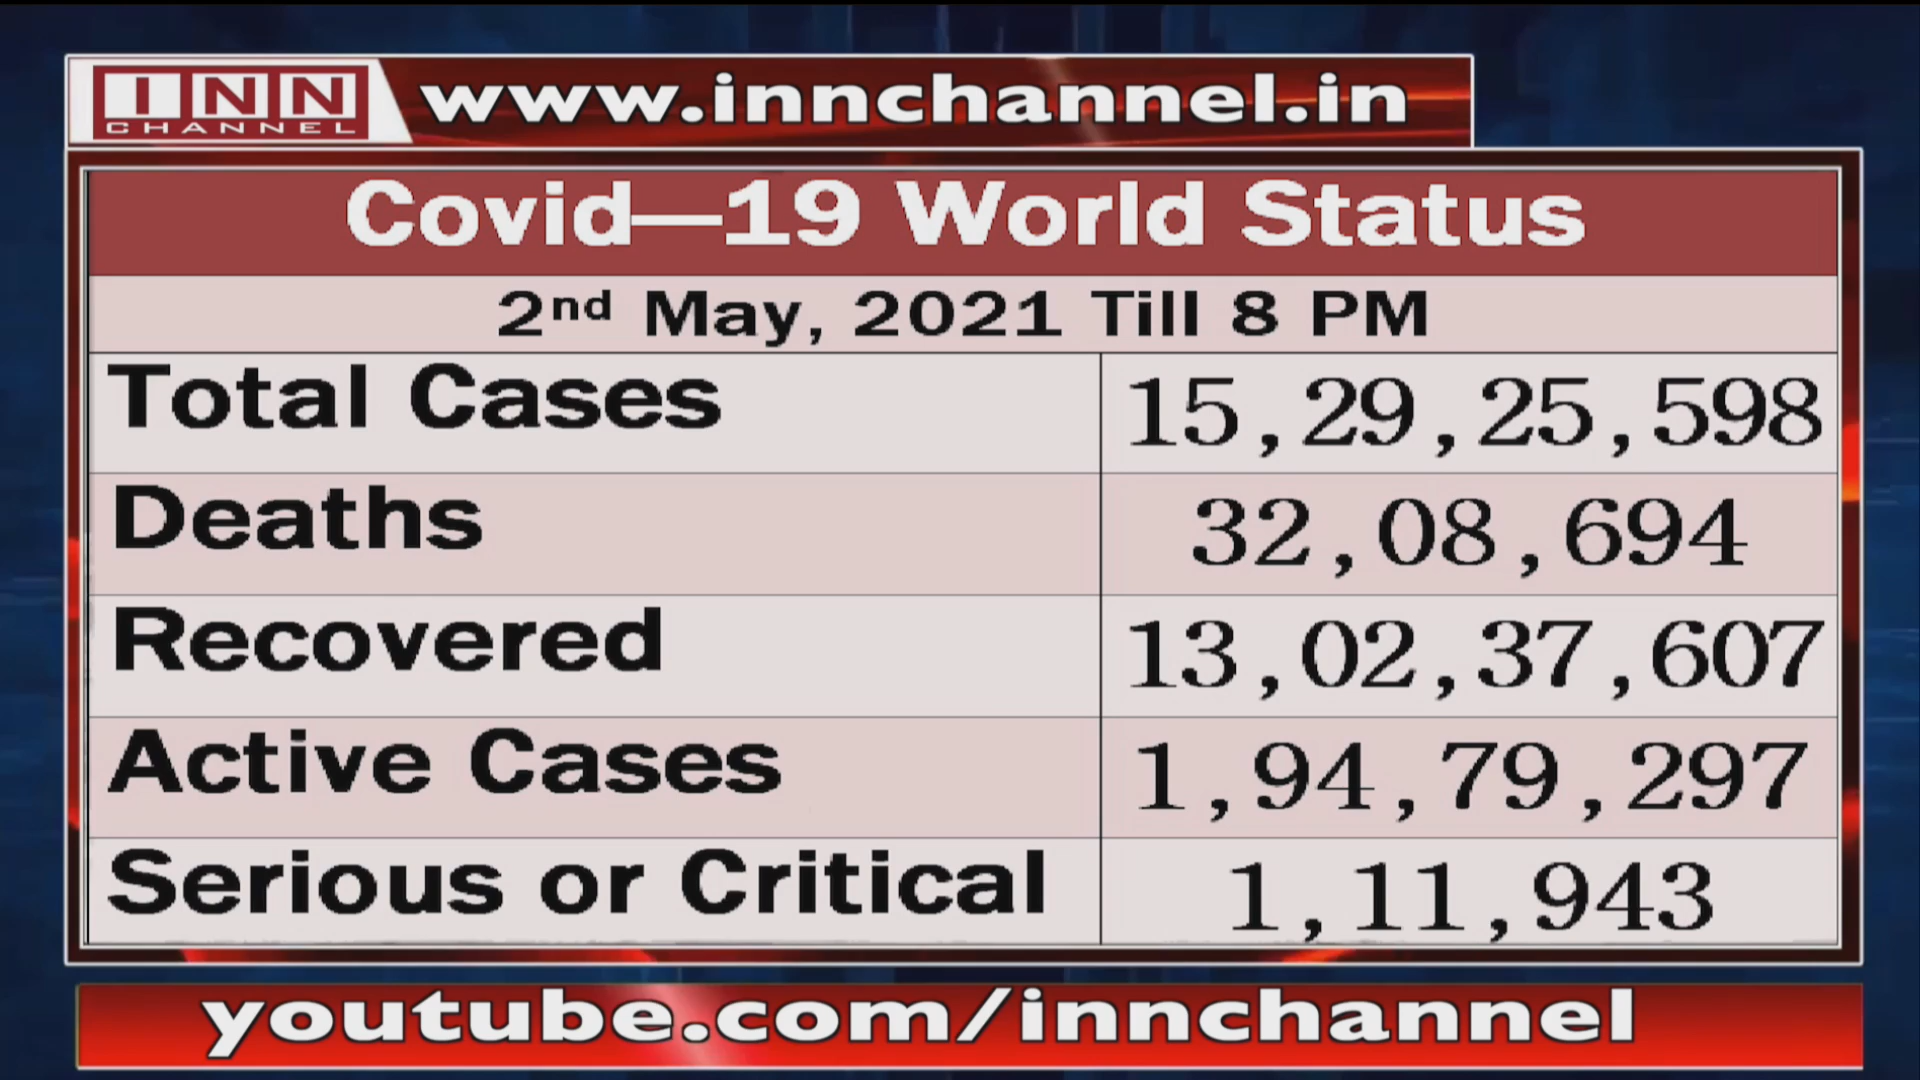 INN
CHANNEL
www.innchannel.in
Covid—19 World Status
2nd May, 2021 Till 8 PM
Total Cases 15,29,25,598
Deaths 32,08,694
Recovered 13,02,37,607
Active Cases 1,94,79,297
Serious or Critical 1,11,943
youtube.com/innchannel